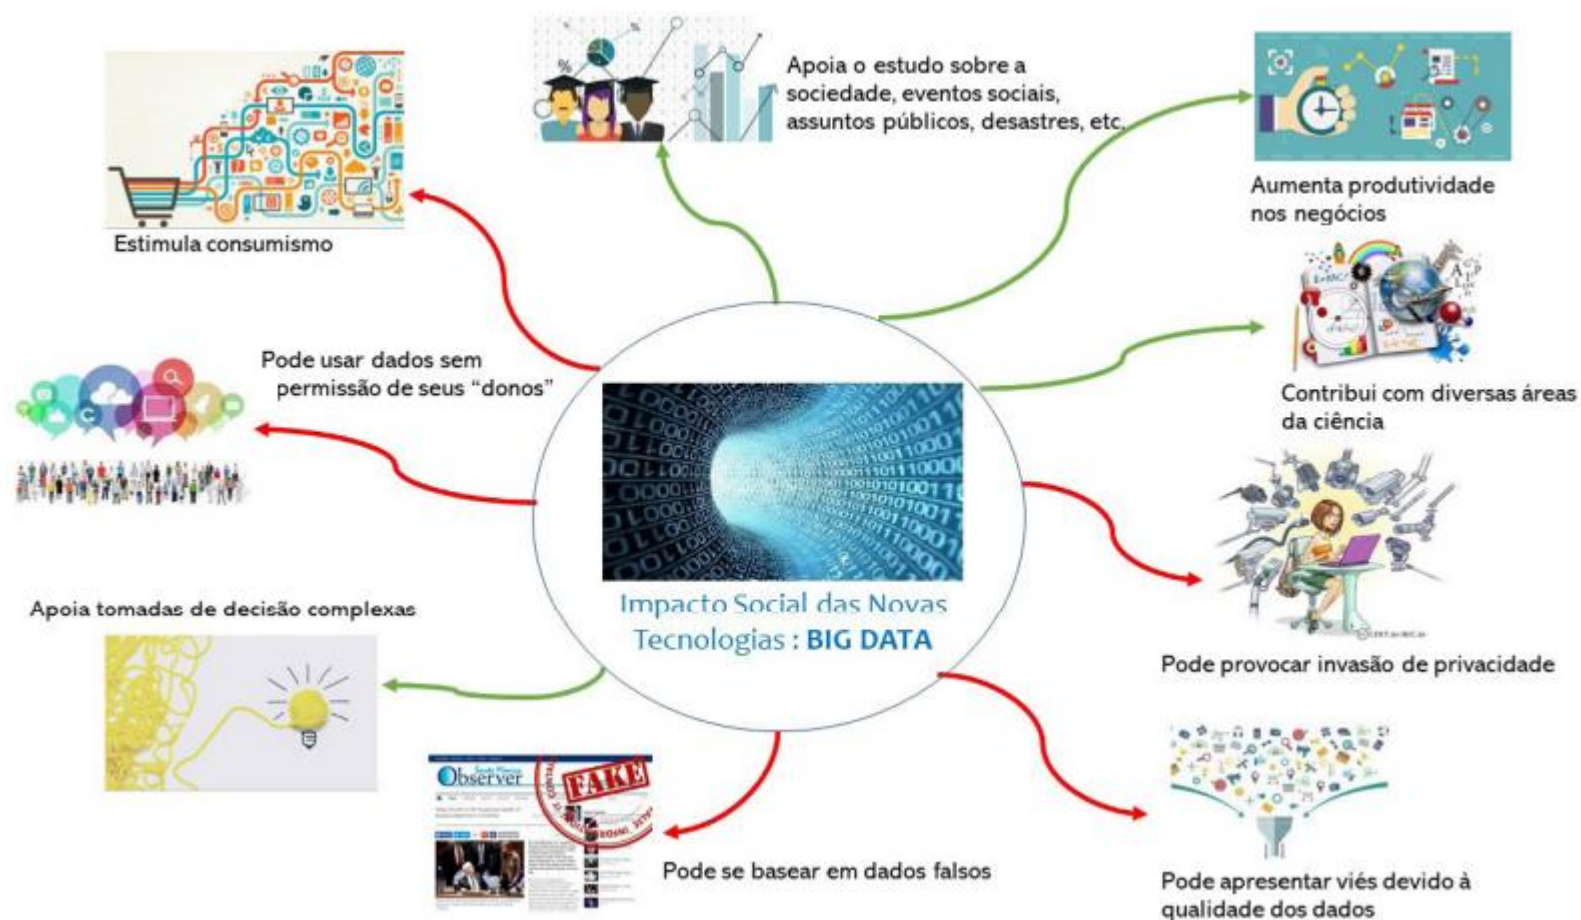 Apoia o estudo sobre a
sociedade, eventos sociais,
assuntos públicos, desastres, etc.
Aumenta produtividade
nos negócios
Estimula consumismo
Contribui com diversas áreas
da ciência
Pode usar dados sem
permissão de seus “donos”
Impacto Social das Novas
Tecnologias : BIG DATA
Apoia tomadas de decisão complexas
Pode provocar invasão de privacidade
Observer
FAKE
Pode se basear em dados falsos
Pode apresentar viés devido à
qualidade dos dados